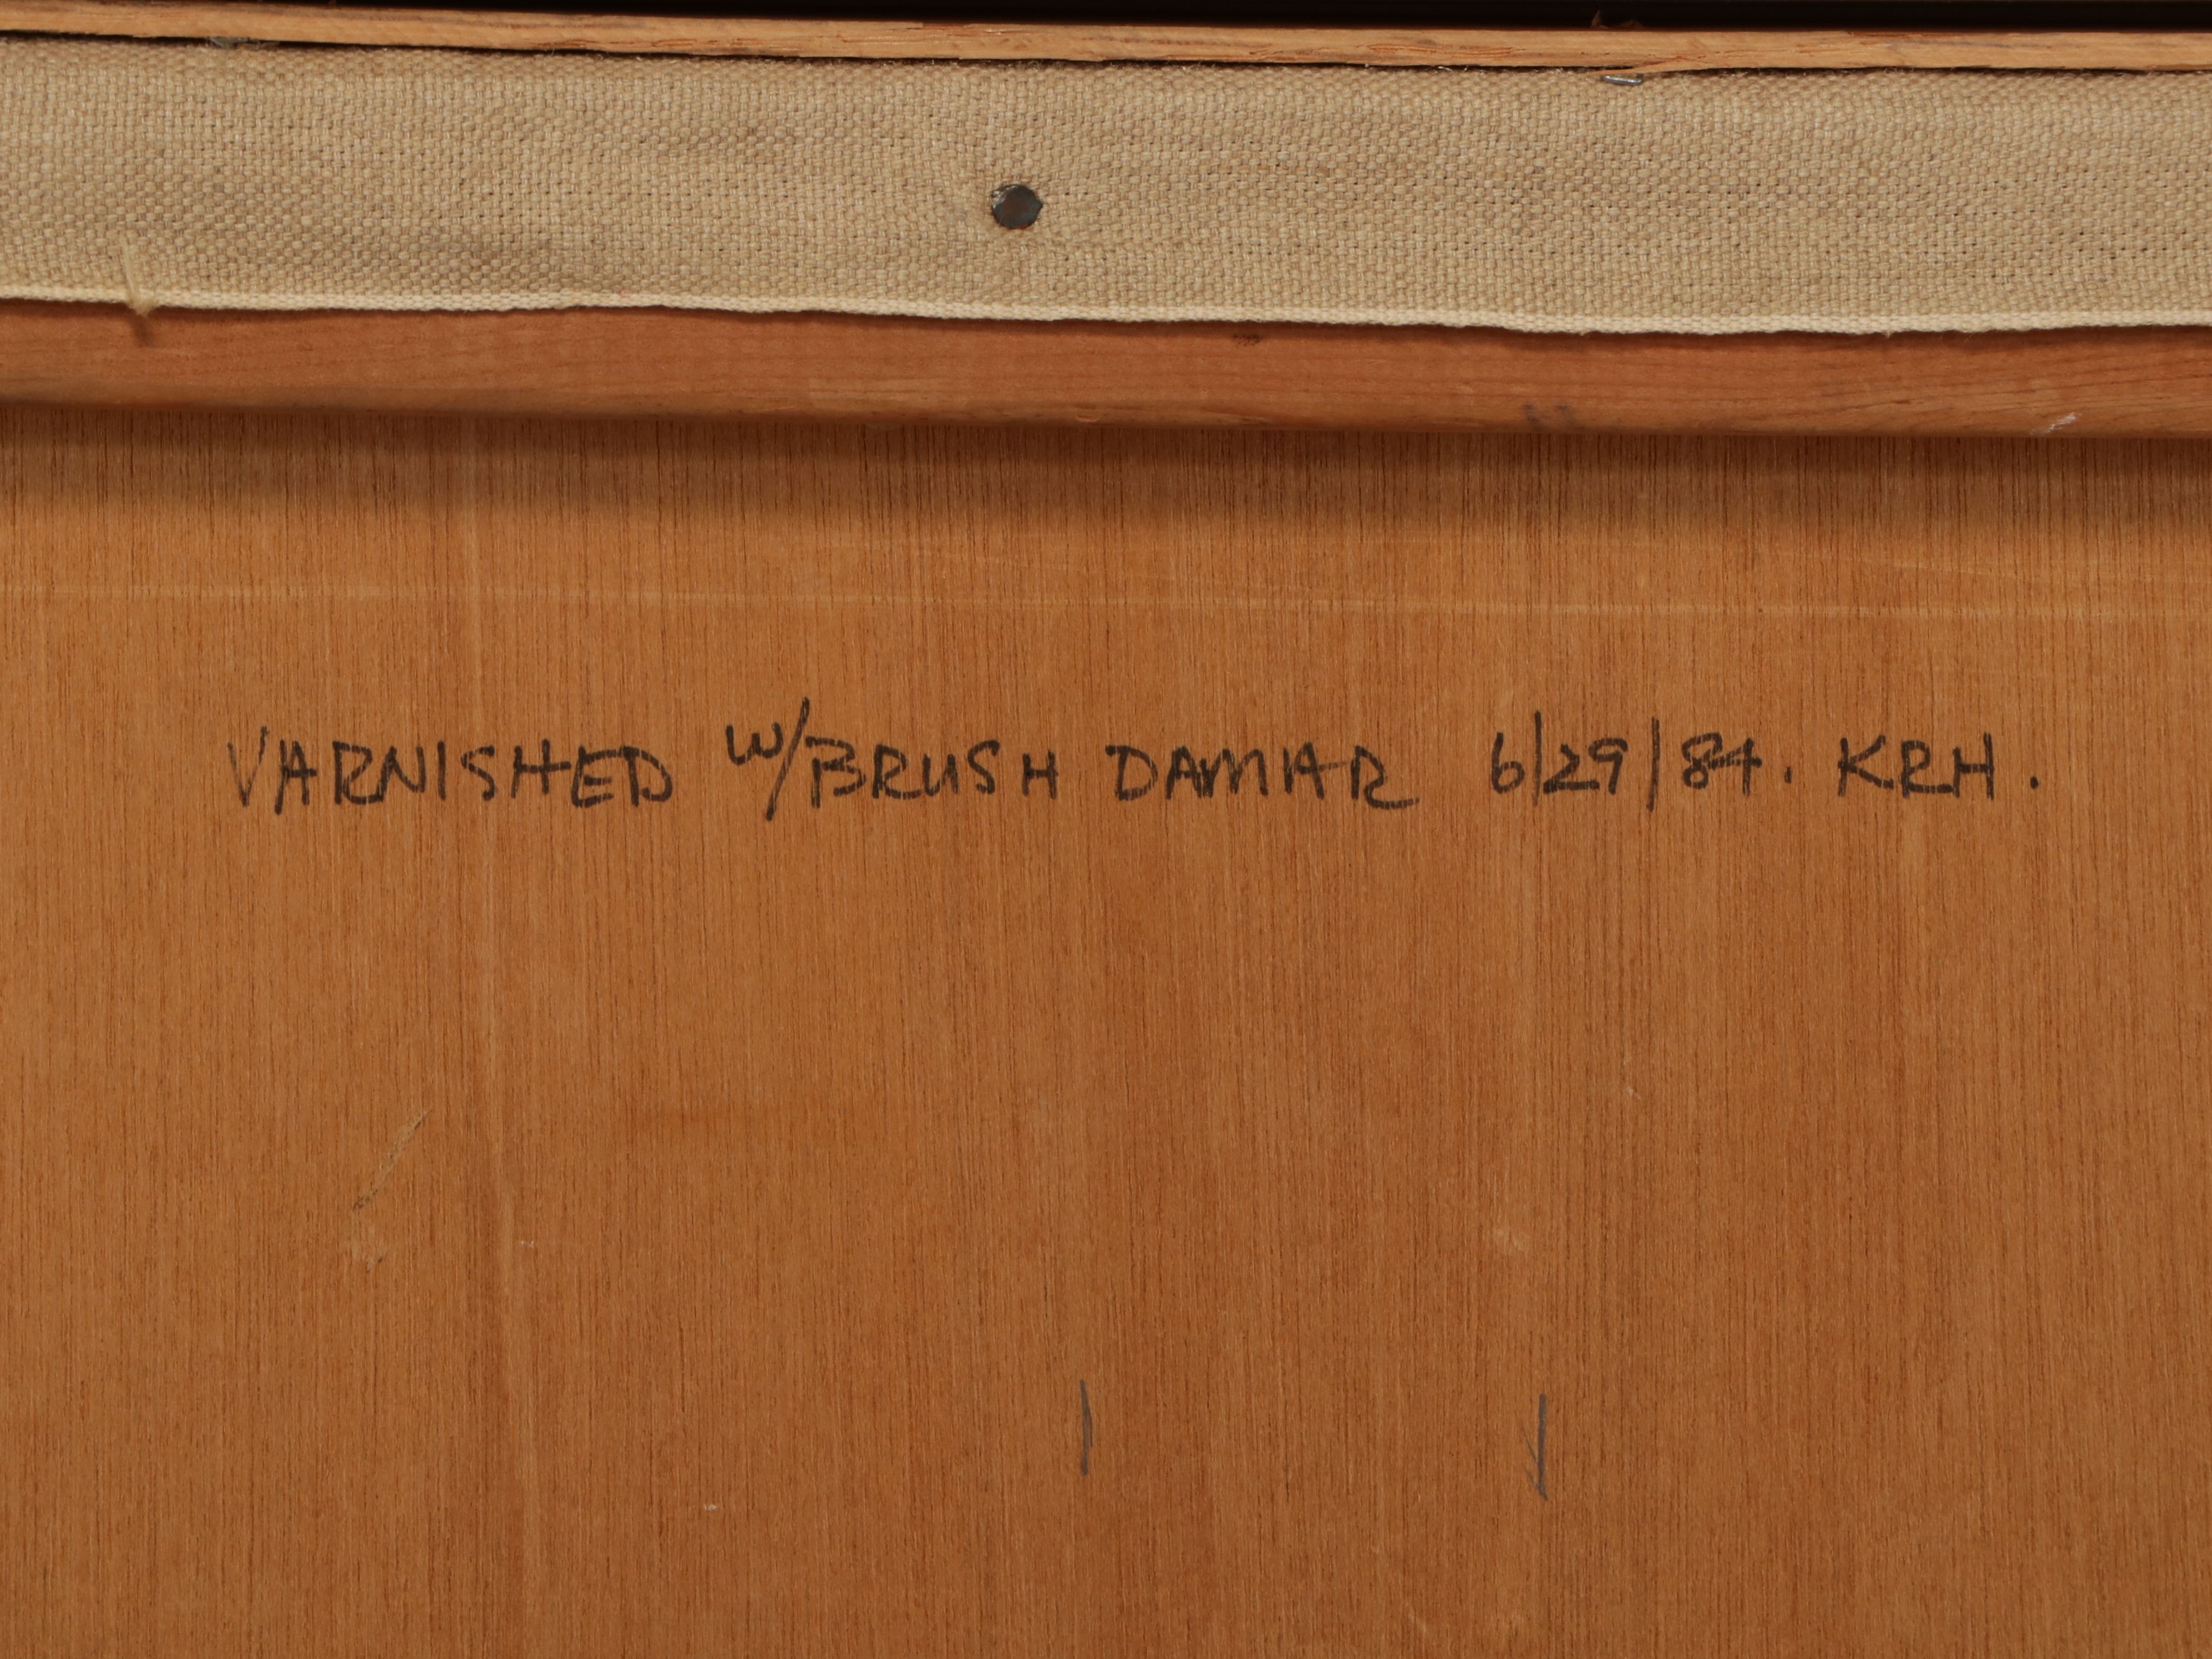 VARNISHED W/BRUSH DAMAR 6/29/84. KRH.